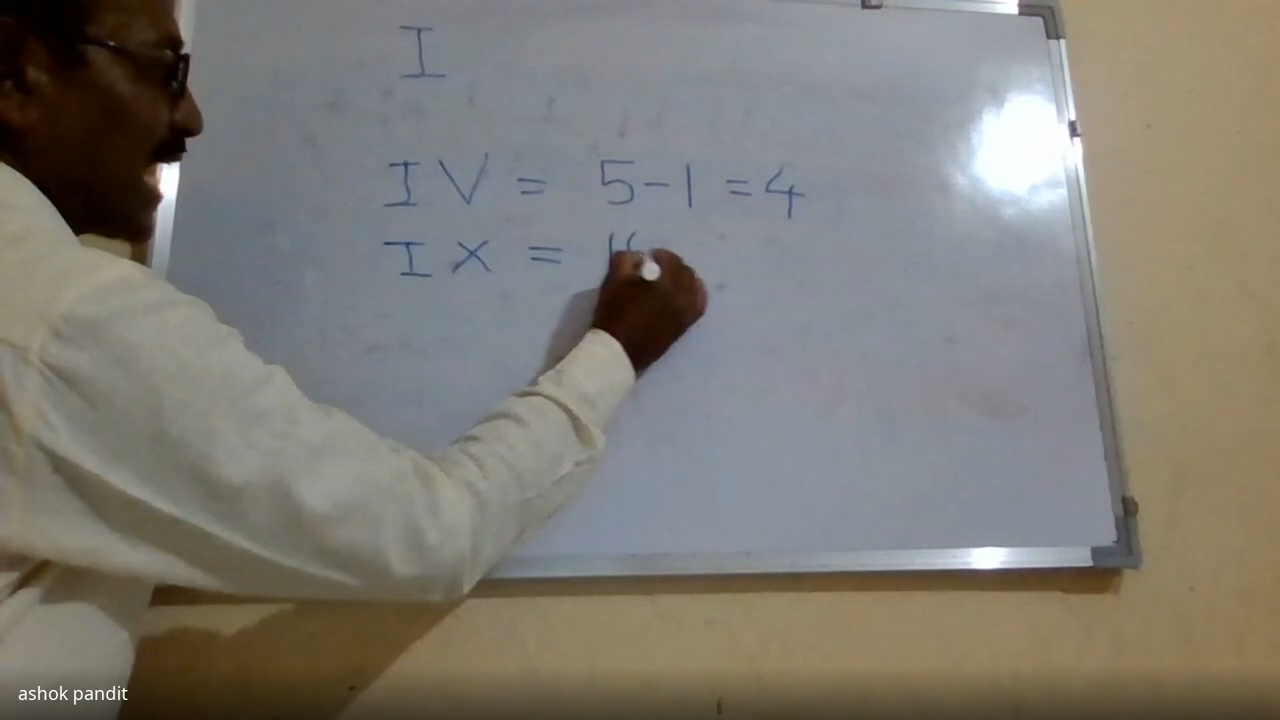 I
IV = 5-1 = 4
IX = 
ashok pandit